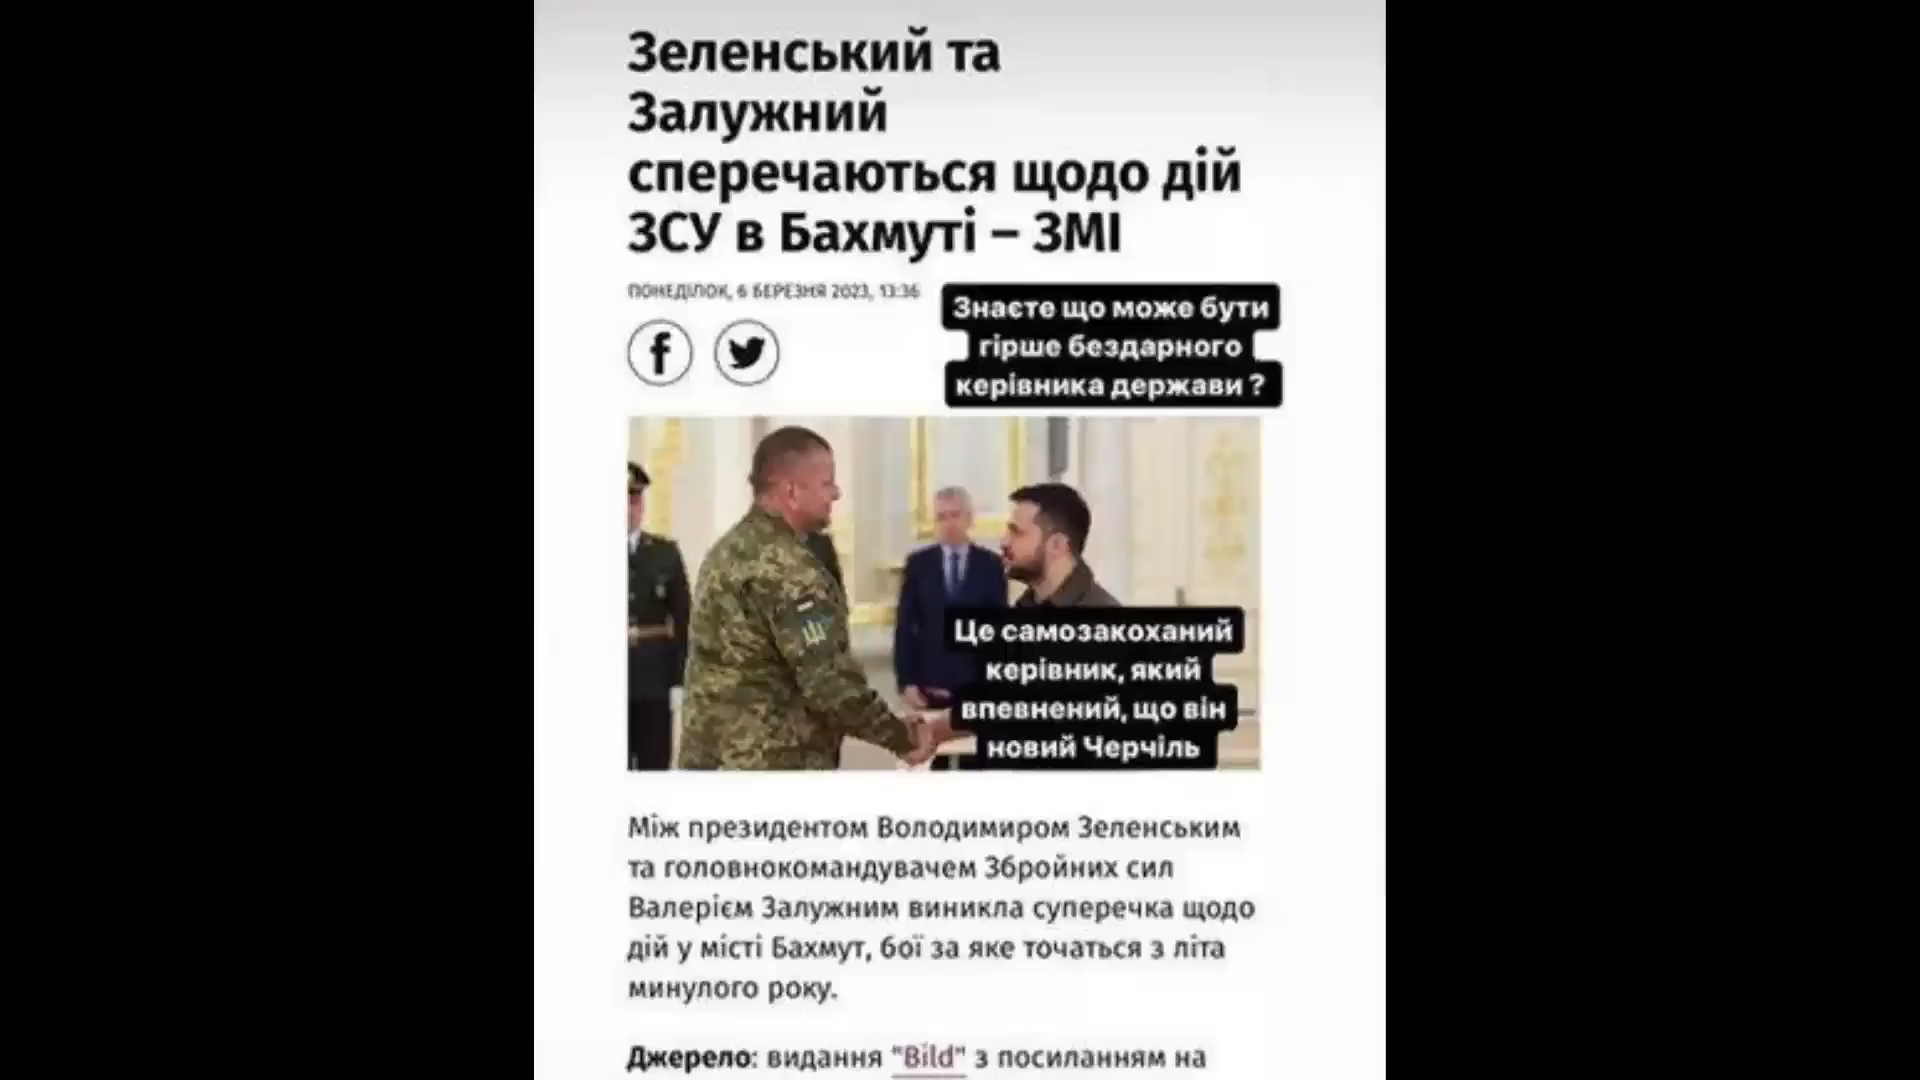 Зеленський та
Залужний
сперечаються щодо дій
ЗСУ в Бахмуті – ЗМІ
ПОНЕДІЛОК, 6 БЕРЕЗНЯ 2023, 13:36
Знаєте що може бути
гірше бездарного
керівника держави ?
Це самозакоханий
керівник, який
впевнений, що він
новий Черчіль
Між президентом Володимиром Зеленським
та головнокомандувачем Збройних сил
Валерієм Залужним виникла суперечка щодо
дій у місті Бахмут, бої за яке точаться з літа
минулого року.
Джерело: видання "Bild" з посиланням на